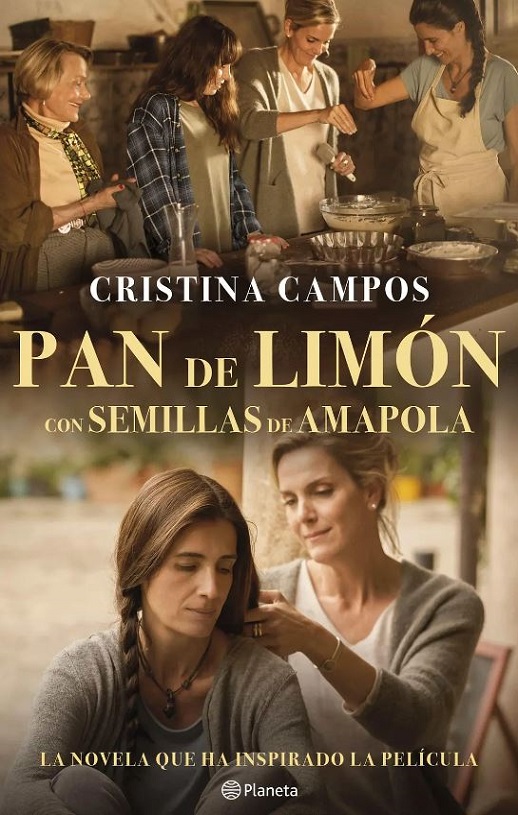 CRISTINA CAMPOS
PAN DE LIMÓN
CON SEMILLAS DE AMAPOLA
LA NOVELA QUE HA INSPIRADO LA PELÍCULA
Planeta